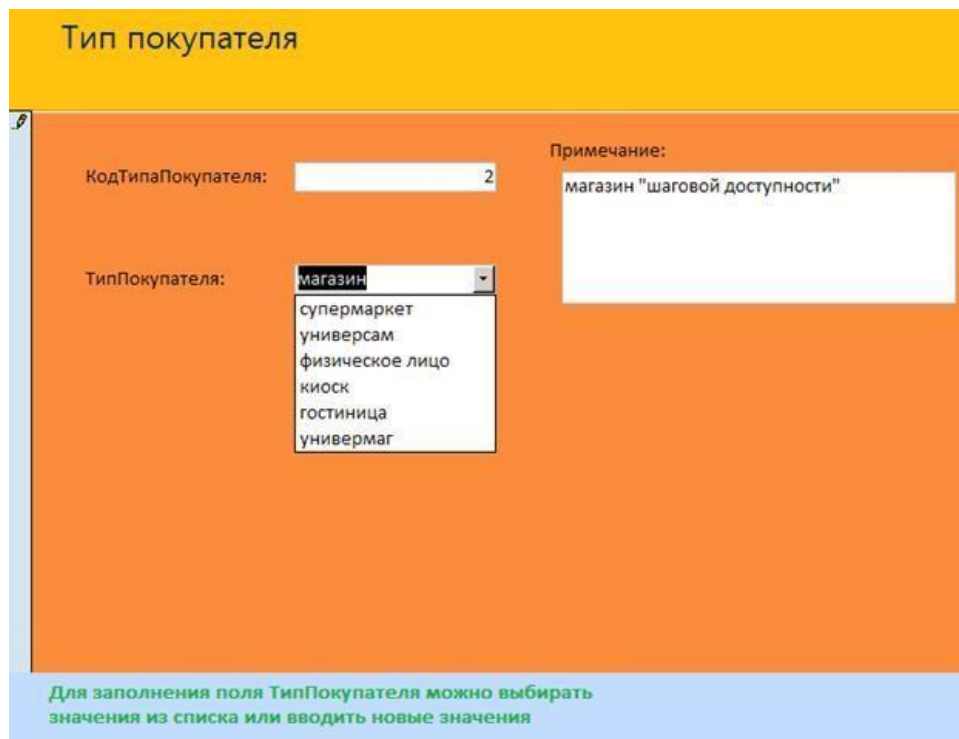 Тип покупателя
КодТипаПокупателя:
2
Примечание:
магазин "шаговой доступности"
ТипПокупателя:
магазин
супермаркет
универсам
физическое лицо
киоск
гостиница
универмаг
Для заполнения поля ТипПокупателя можно выбирать
значения из списка или вводить новые значения